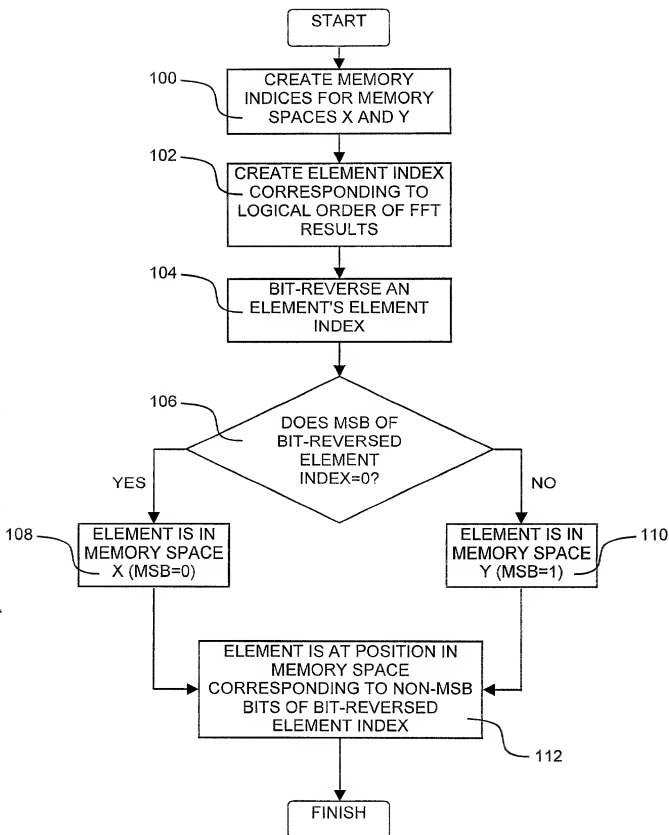 START
100
CREATE MEMORY
INDICES FOR MEMORY
SPACES X AND Y
102
CREATE ELEMENT INDEX
CORRESPONDING TO
LOGICAL ORDER OF FFT
RESULTS
104
BIT-REVERSE AN
ELEMENT'S ELEMENT
INDEX
106
DOES MSB OF
BIT-REVERSED
ELEMENT
INDEX=0?
YES
NO
108
ELEMENT IS IN
MEMORY SPACE
X (MSB=0)
ELEMENT IS IN
MEMORY SPACE
Y (MSB=1)
110
ELEMENT IS AT POSITION IN
MEMORY SPACE
CORRESPONDING TO NON-MSB
BITS OF BIT-REVERSED
ELEMENT INDEX
112
FINISH